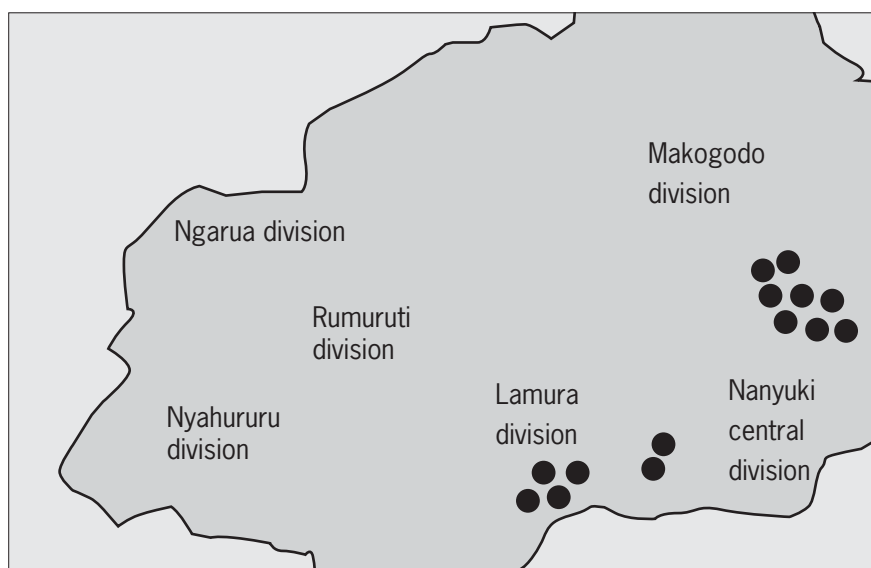 Makogodo
division
Ngarua division
Rumuruti
division
Lamura
division
Nanyuki
central
division
Nyahururu
division